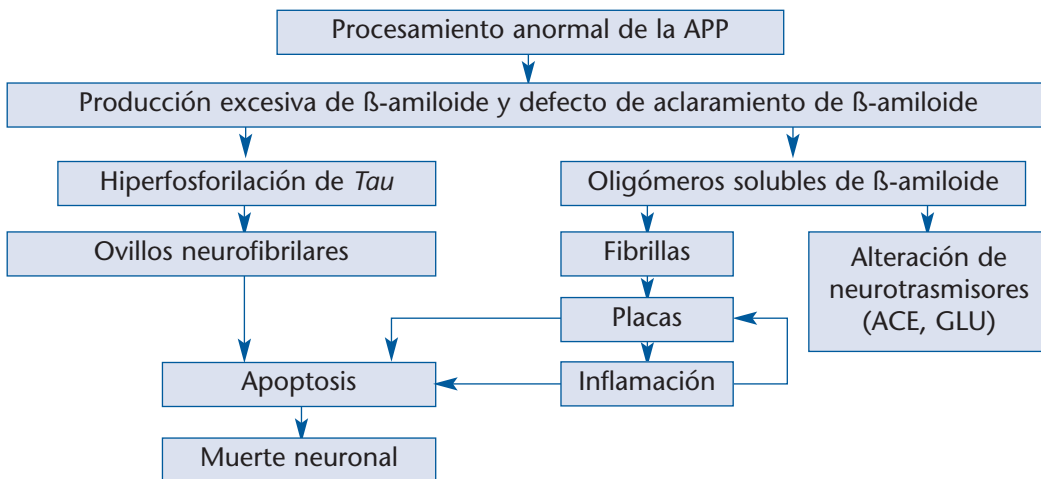 Procesamiento anormal de la APP
Producción excesiva de ß-amiloide y defecto de aclaramiento de ß-amiloide
Hiperfosforilación de Tau
Oligómeros solubles de ß-amiloide
Ovillos neurofibrilares
Fibrillas
Alteración de
neurotrasmisores
(ACE, GLU)
Placas
Apoptosis
Inflamación
Muerte neuronal